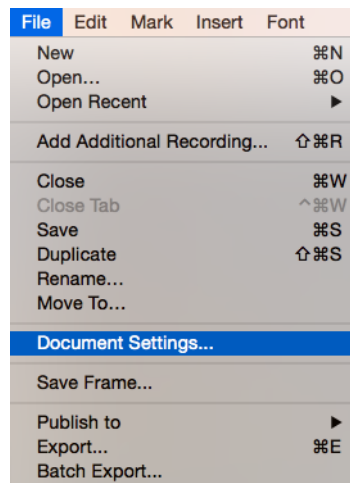 File Edit Mark Insert Font
New ⌘N
Open... ⌘O
Open Recent ▶
Add Additional Recording... ⇧⌘R
Close ⌘W
Close Tab ^⌘W
Save ⌘S
Duplicate ⇧⌘S
Rename...
Move To...
Document Settings...
Save Frame...
Publish to ▶
Export... ⌘E
Batch Export...